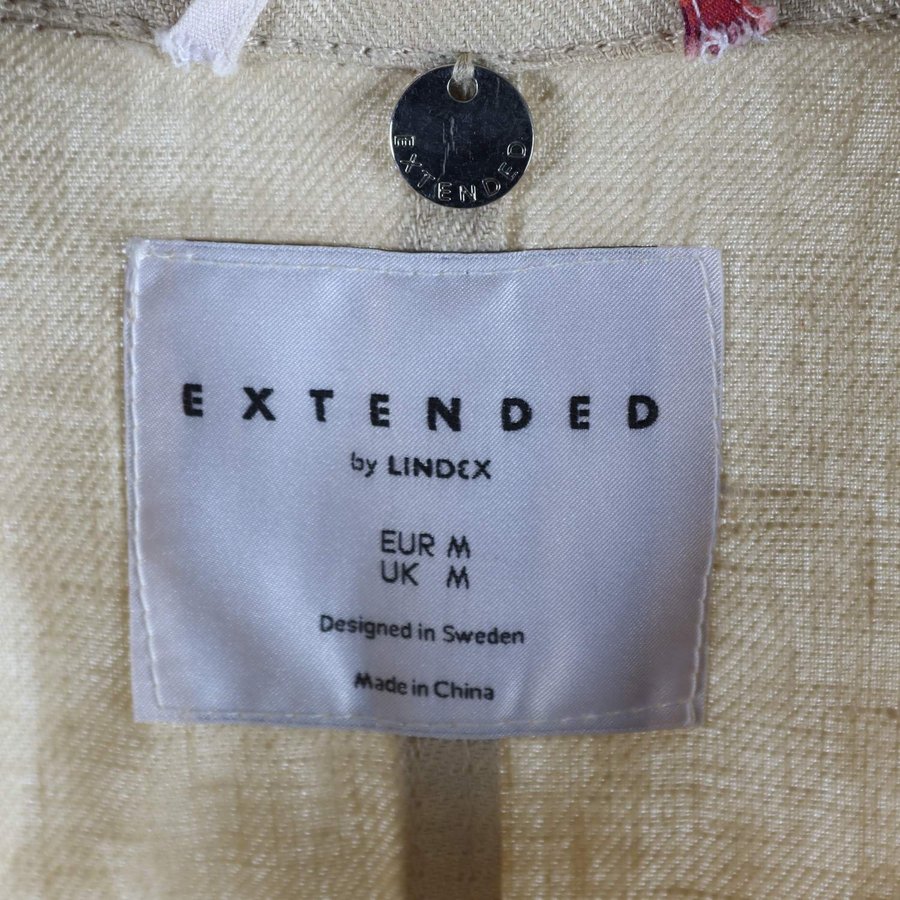 EXTENDED
EXTENDED
by LINDEX
EUR M
UK M
Designed in Sweden
Made in China